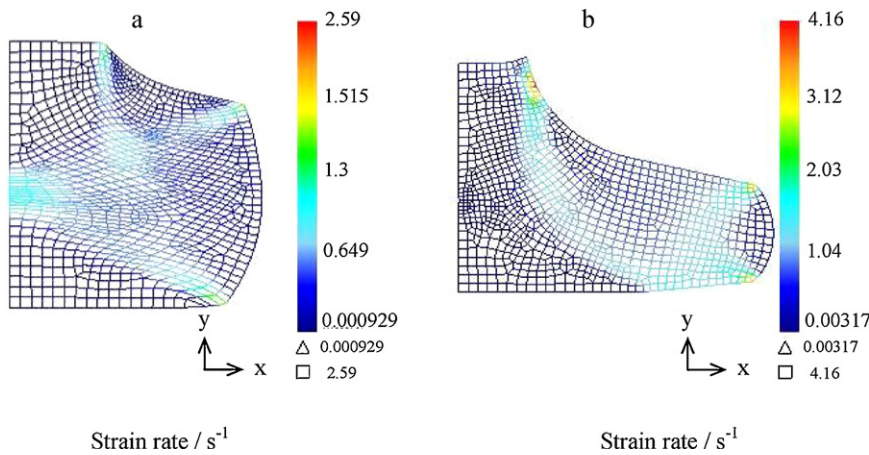 a
2.59
1.515
1.3
0.649
0.000929
△ 0.000929
□ 2.59
y
x
Strain rate / s⁻¹
b
4.16
3.12
2.03
1.04
0.00317
△ 0.00317
□ 4.16
y
x
Strain rate / s⁻ᴵ